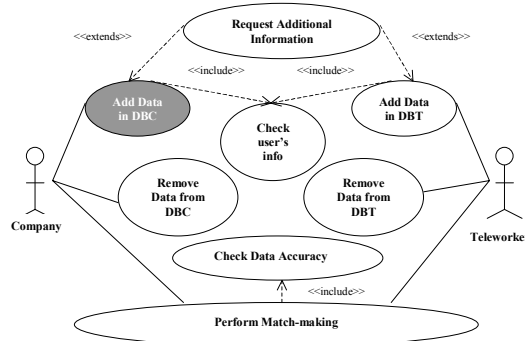 Request Additional
Information
<<extends>>
<<extends>>
<<include>>
<<include>>
Add Data
in DBC
Add Data
in DBT
Check
user's
info
Remove
Data from
DBC
Remove
Data from
DBT
Company
Teleworke
Check Data Accuracy
<<include>>
Perform Match-making